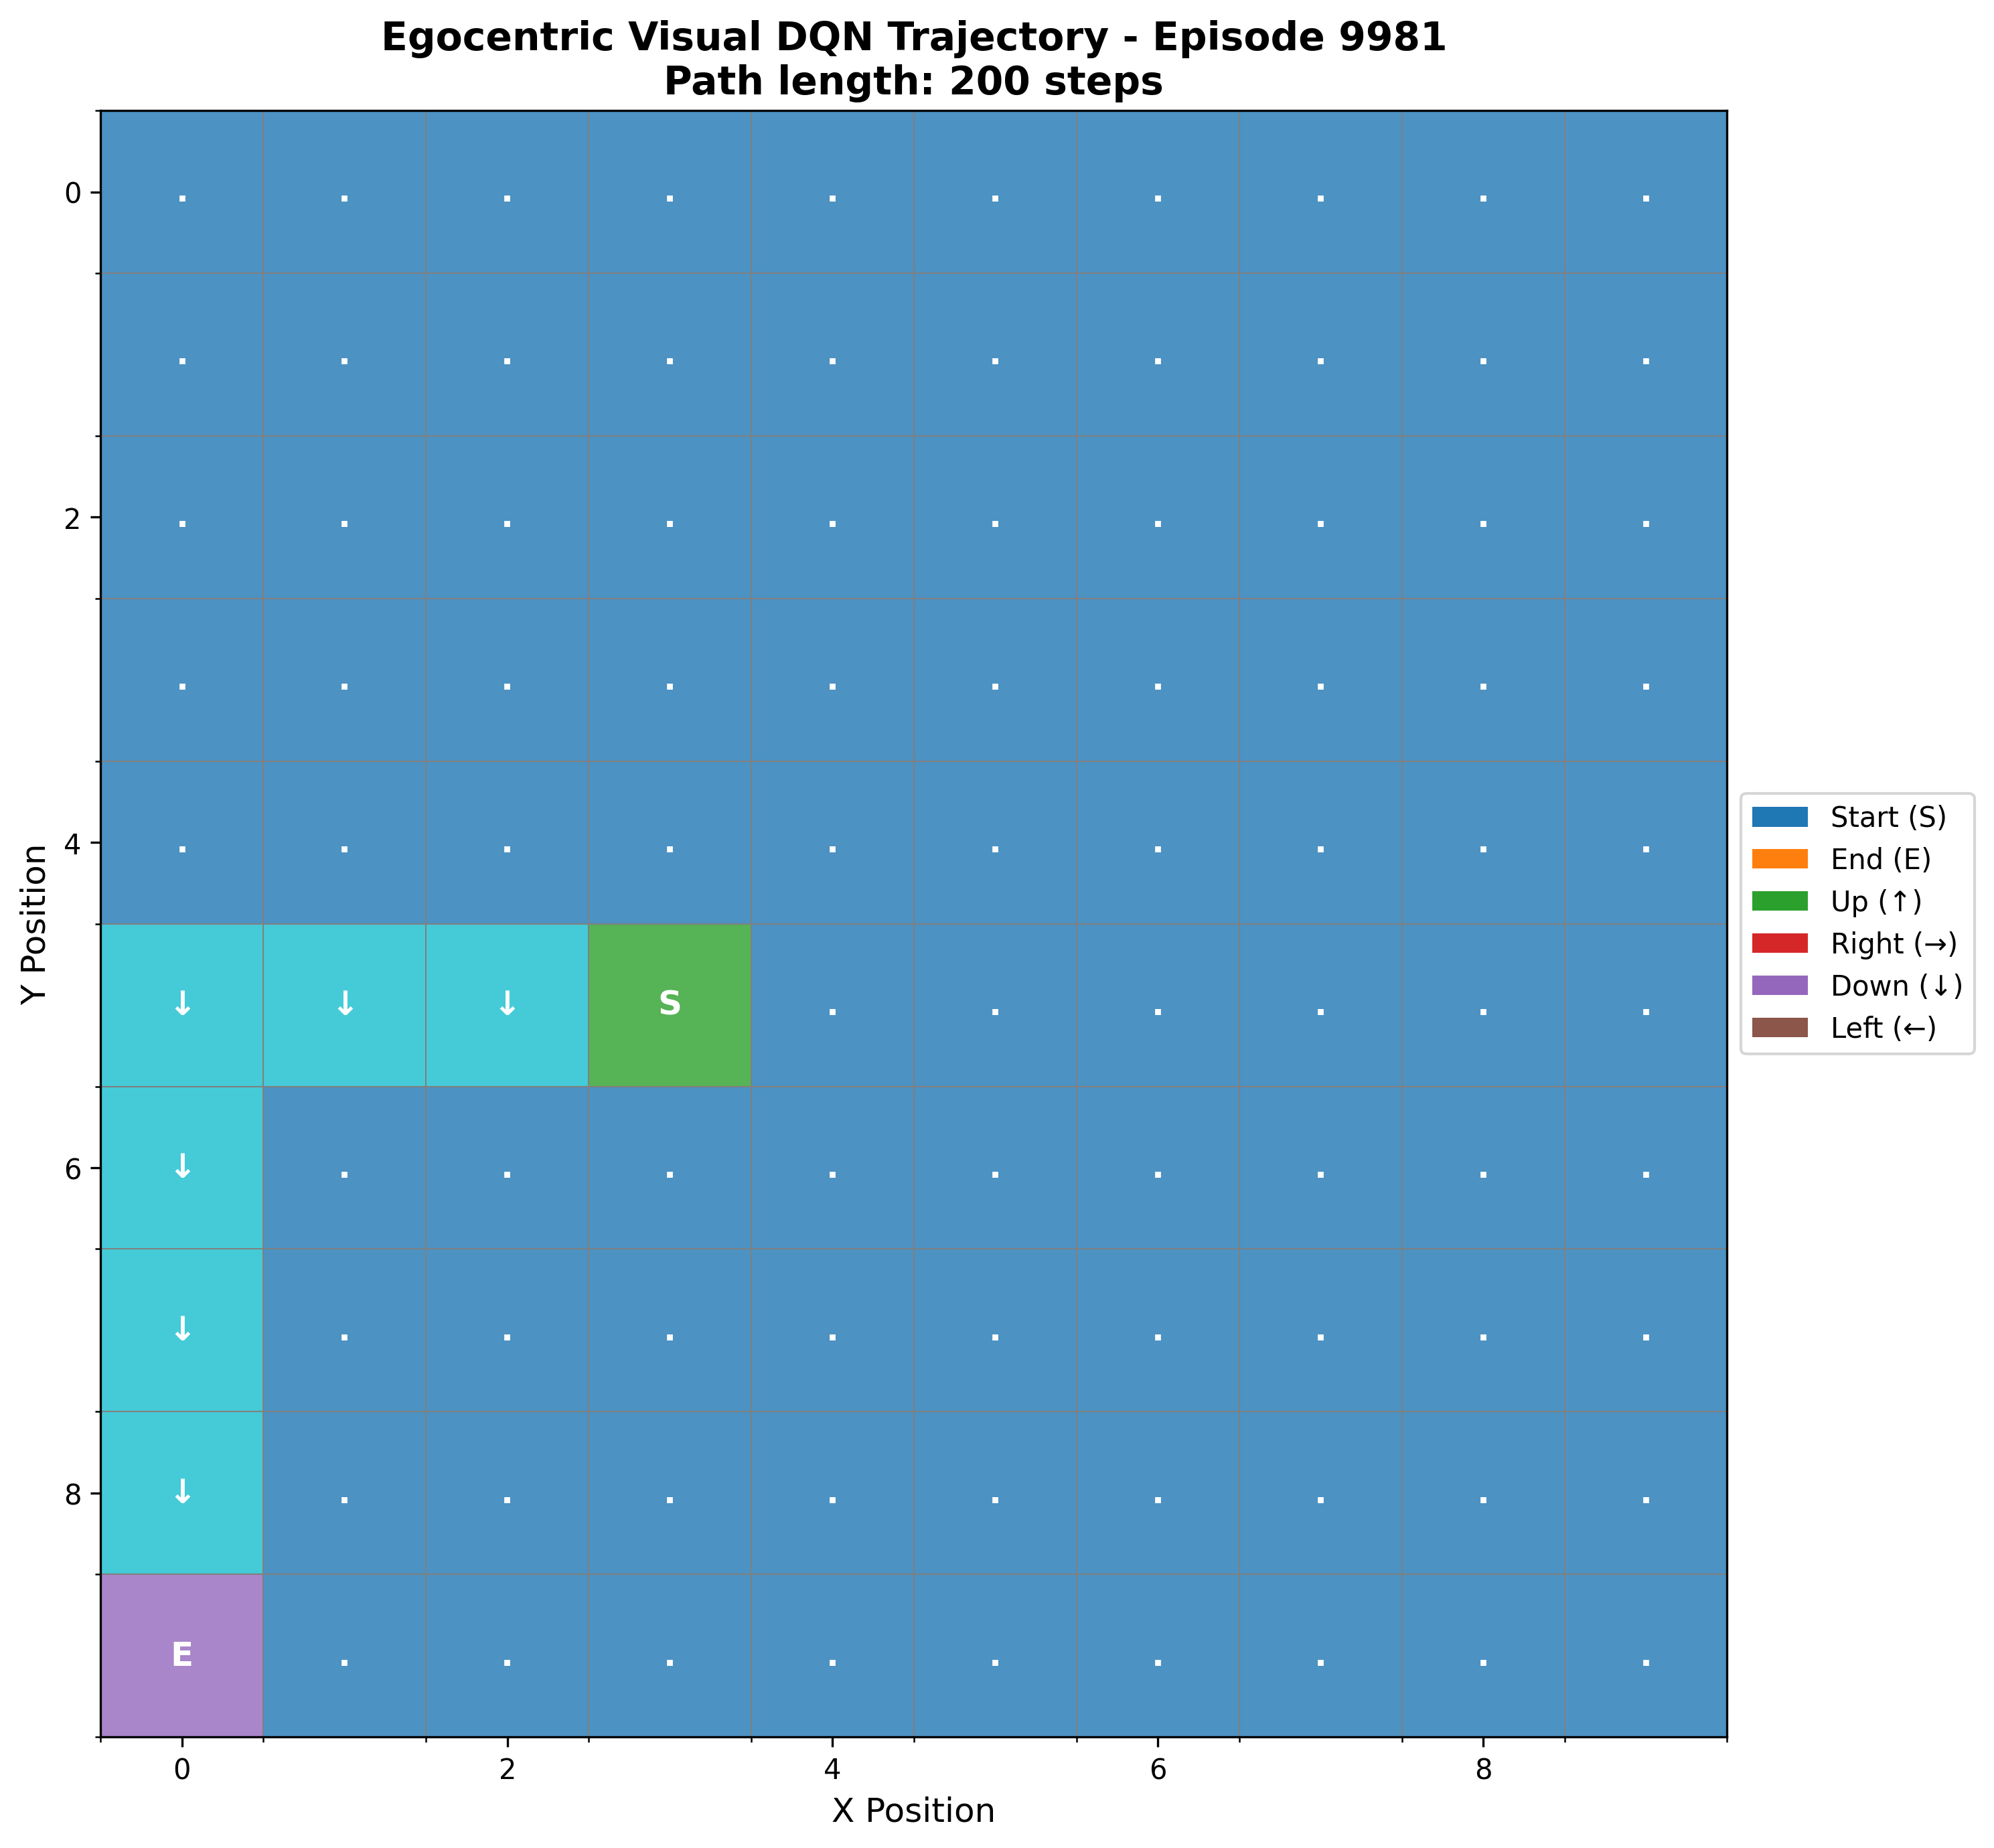 Egocentric Visual DQN Trajectory - Episode 9981
Path length: 200 steps
0
2
4
Y Position
↓ ↓ ↓ S
6
↓
↓
8
↓
E
0 2 4 6 8
X Position
Start (S)
End (E)
Up (↑)
Right (→)
Down (↓)
Left (←)